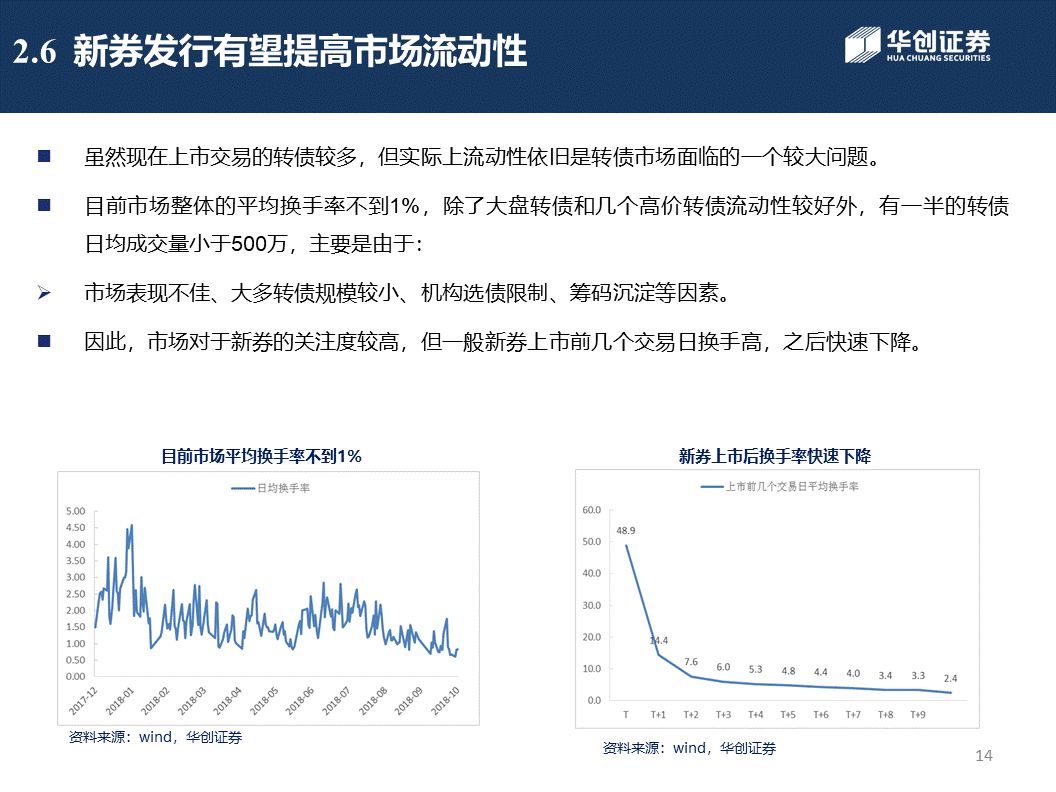 2.6 新券发行有望提高市场流动性
华创证券
HUA CHUANG SECURITIES
虽然现在上市交易的转债较多，但实际上流动性依旧是转债市场面临的一个较大问题。
目前市场整体的平均换手率不到1%，除了大盘转债和几个高价转债流动性较好外，有一半的转债
日均成交量小于500万，主要是由于：
市场表现不佳、大多转债规模较小、机构选债限制、筹码沉淀等因素。
因此，市场对于新券的关注度较高，但一般新券上市前几个交易日换手高，之后快速下降。
目前市场平均换手率不到1%
日均换手率
5.00
4.50
4.00
3.50
3.00
2.50
2.00
1.50
1.00
0.50
0.00
2017-12 2018-01 2018-02 2018-03 2018-04 2018-05 2018-06 2018-07 2018-08 2018-09 2018-10
资料来源：wind，华创证券
新券上市后换手率快速下降
上市前几个交易日平均换手率
60.0
50.0
40.0
30.0
20.0
10.0
0.0
48.9 14.4 7.6 6.0 5.3 4.8 4.4 4.0 3.4 3.3 2.4
T T+1 T+2 T+3 T+4 T+5 T+6 T+7 T+8 T+9
资料来源：wind，华创证券
14